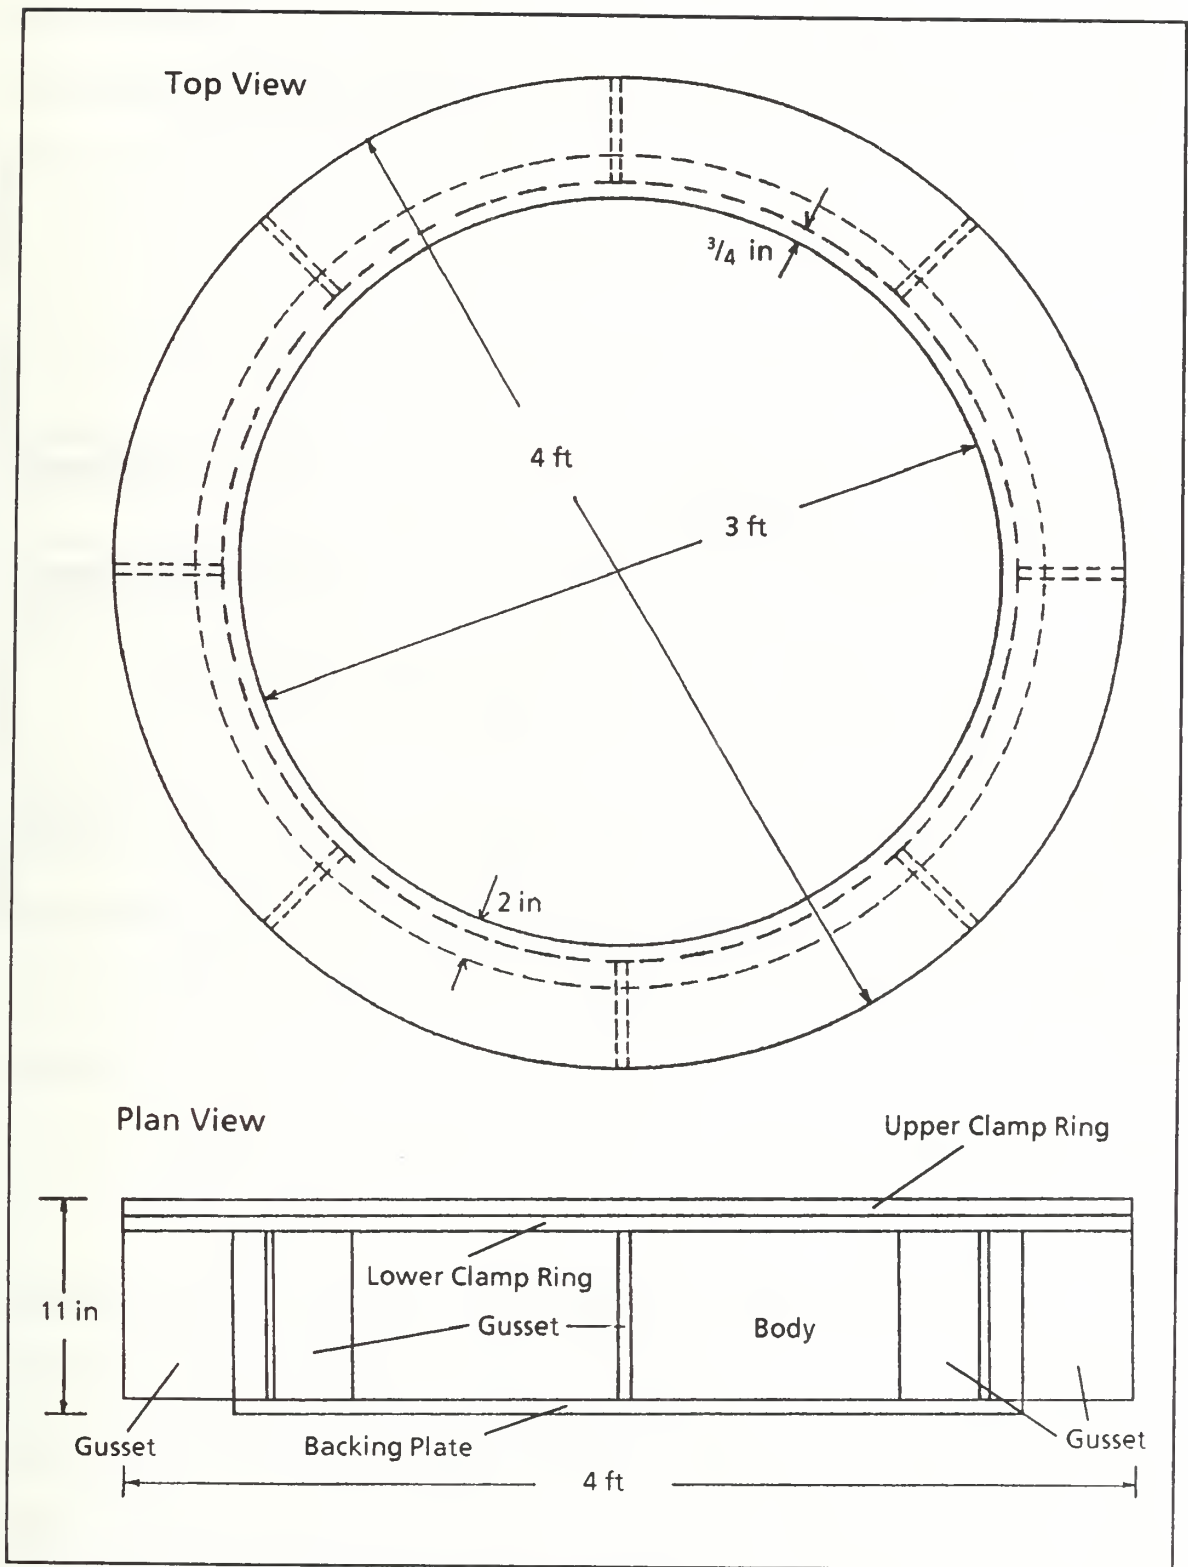 Top View
3/4 in
4 ft
3 ft
2 in
Plan View
Upper Clamp Ring
Lower Clamp Ring
11 in
Gusset
Body
Gusset
Backing Plate
Gusset
4 ft